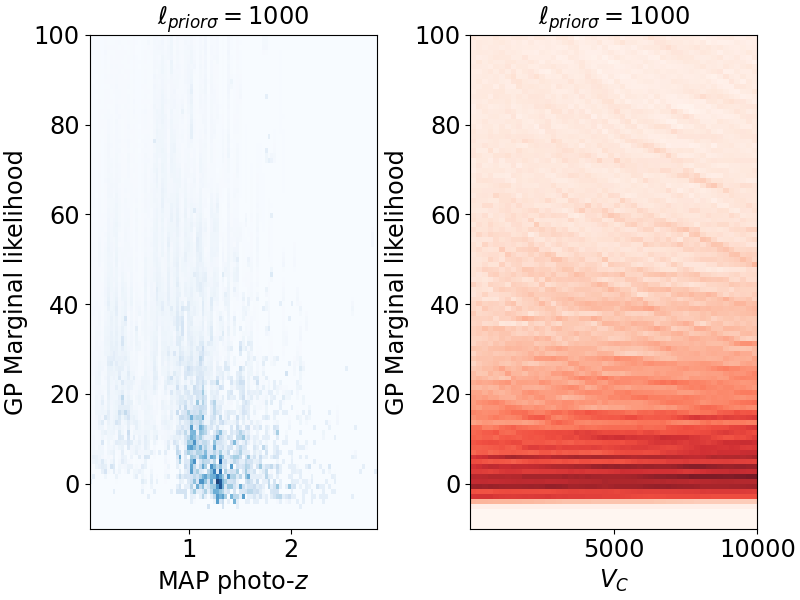 ℓ_{priorσ} = 1000
GP Marginal likelihood
100
80
60
40
20
0
1
2
MAP photo-z
ℓ_{priorσ} = 1000
GP Marginal likelihood
100
80
60
40
20
0
5000
10000
V_C